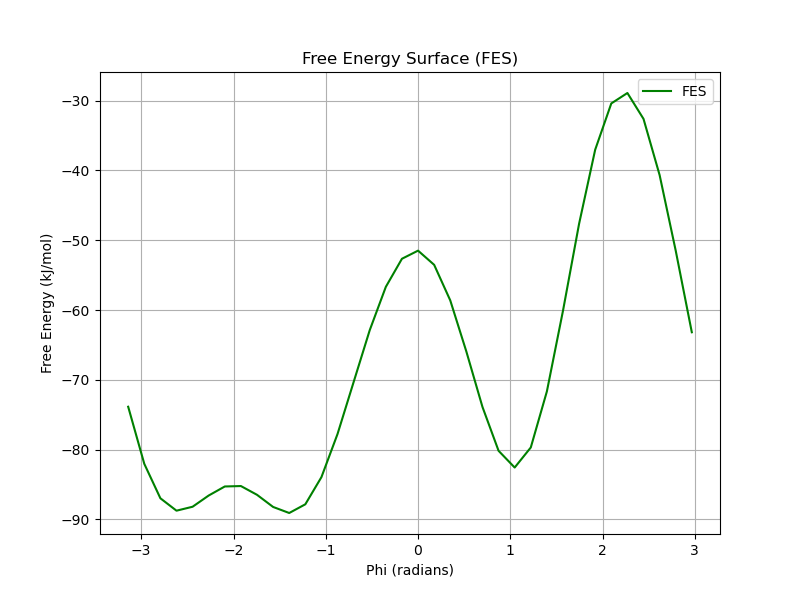 Free Energy Surface (FES)
FES
Free Energy (kJ/mol)
−30
−40
−50
−60
−70
−80
−90
−3 −2 −1 0 1 2 3
Phi (radians)